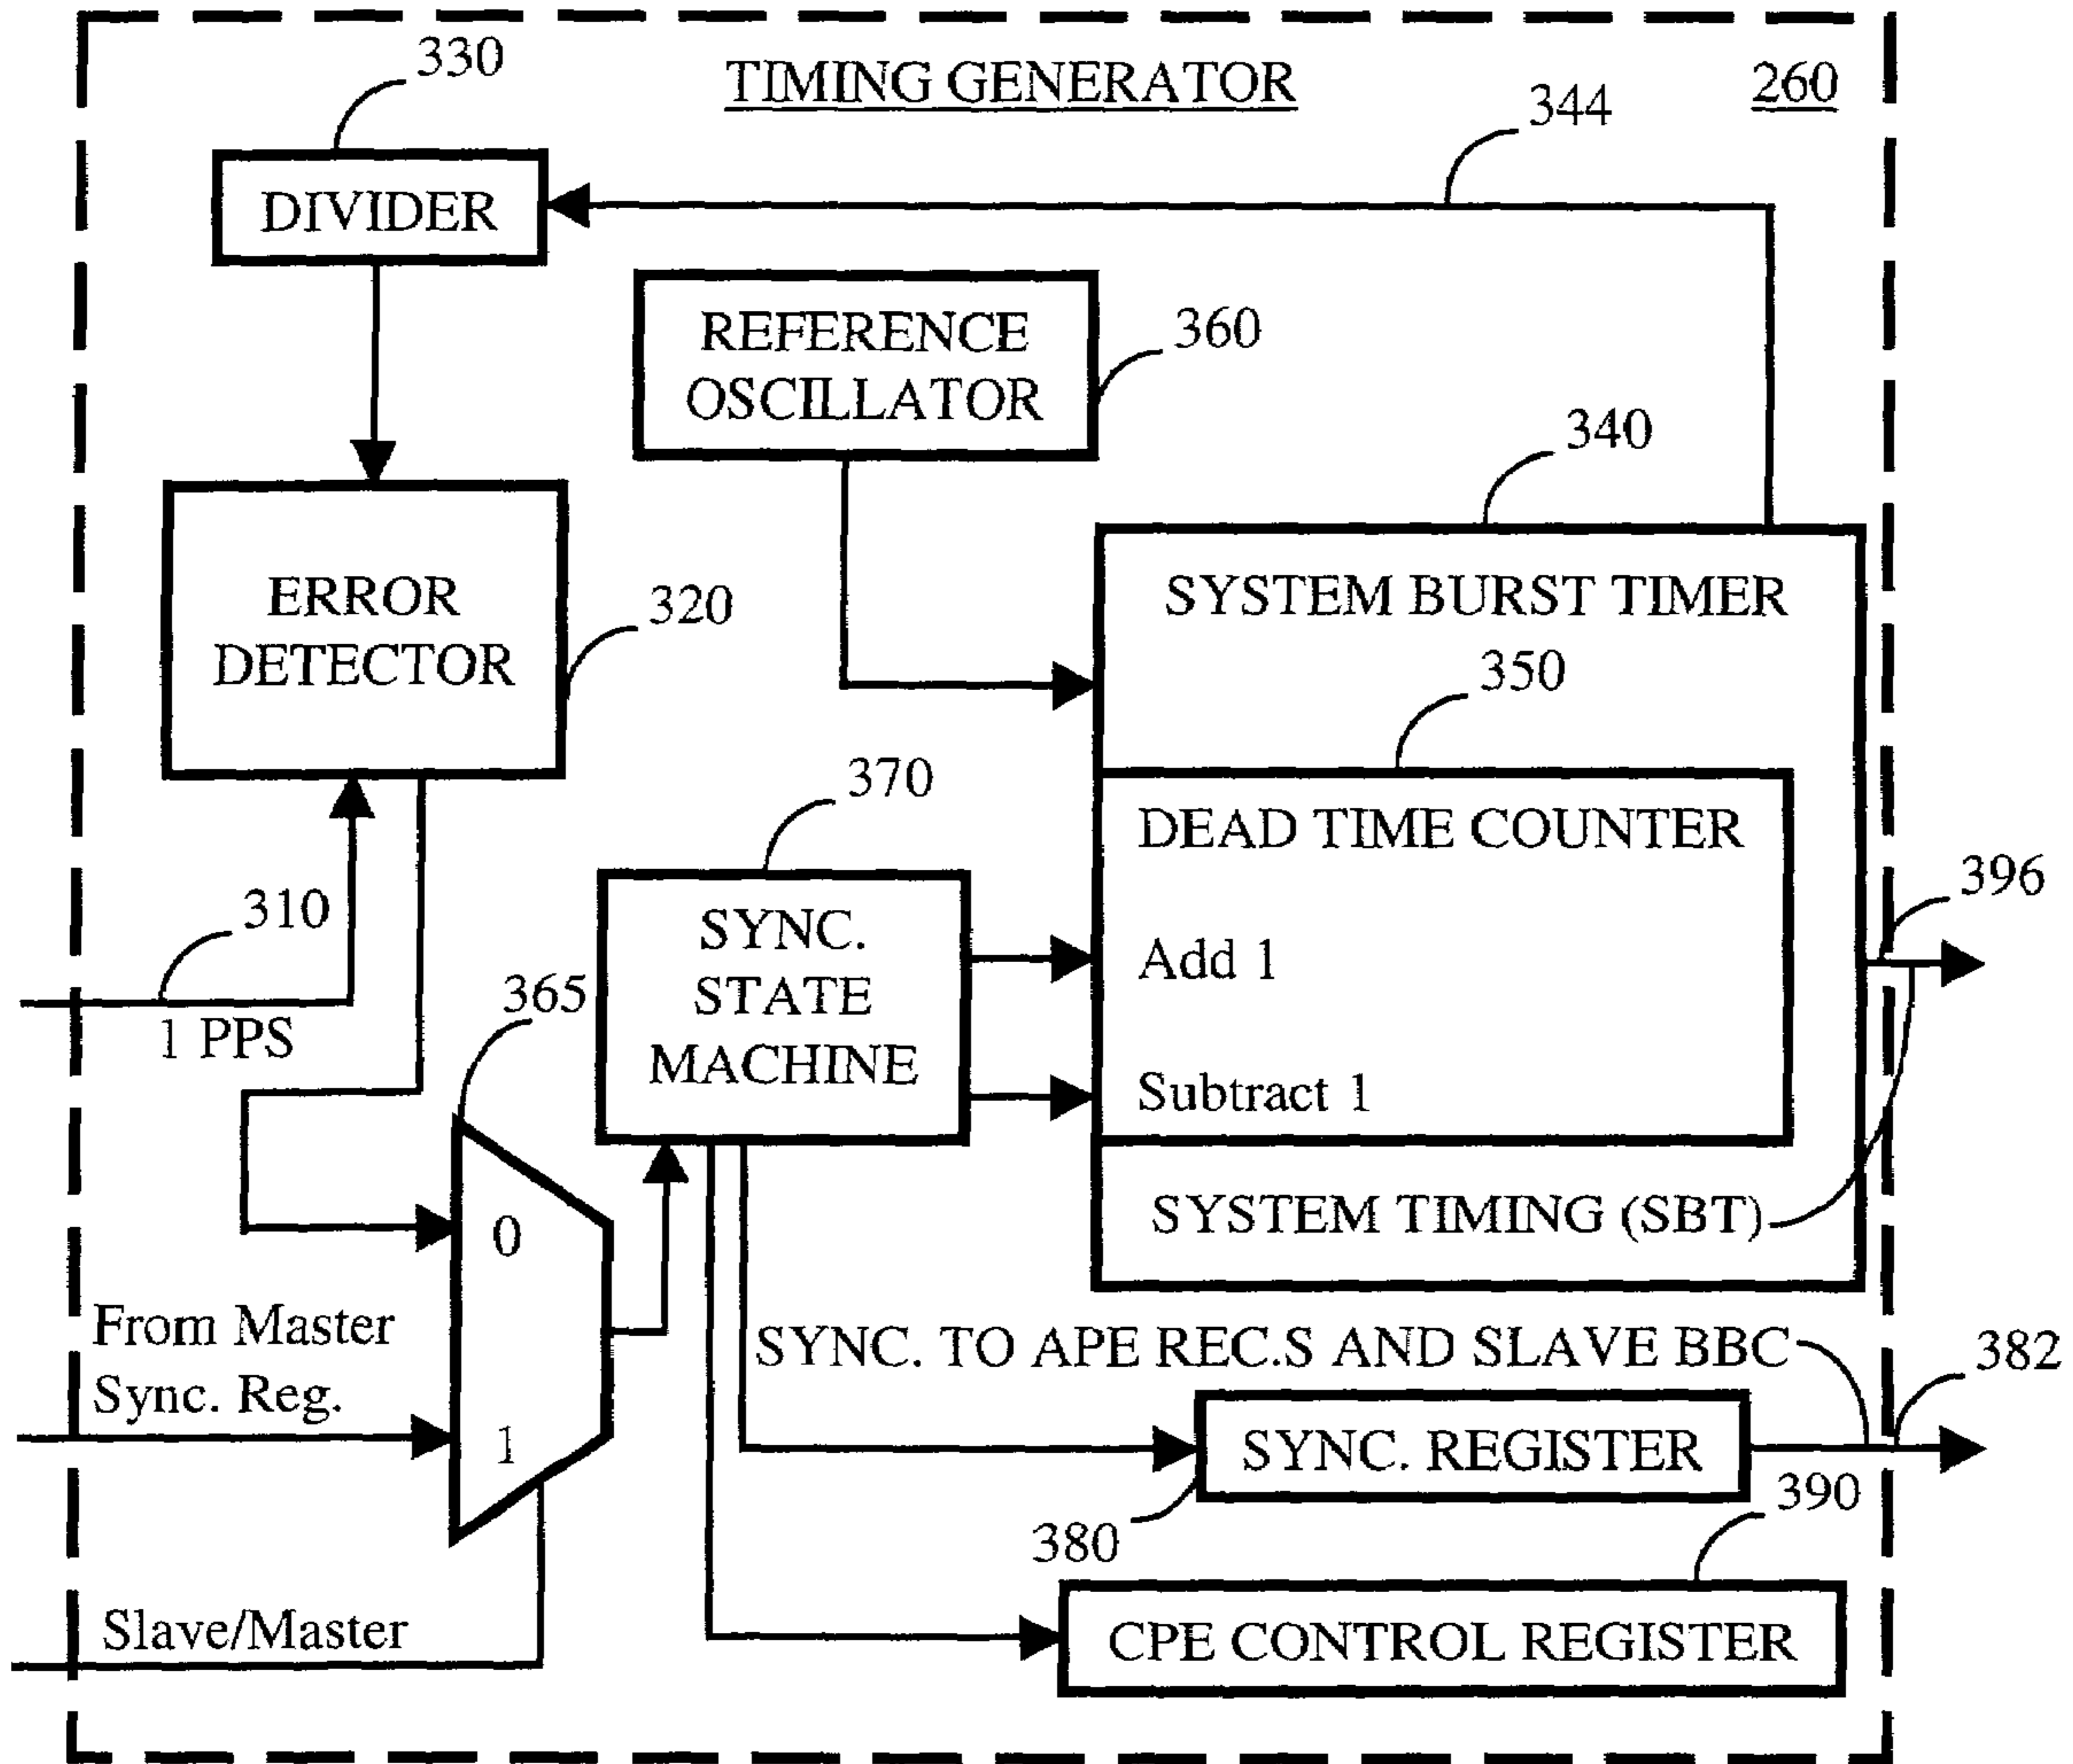 330
TIMING GENERATOR
260
344
DIVIDER
REFERENCE
OSCILLATOR
360
340
ERROR
DETECTOR
320
SYSTEM BURST TIMER
350
370
DEAD TIME COUNTER
396
310
SYNC.
STATE
MACHINE
Add 1
365
1 PPS
Subtract 1
0
SYSTEM TIMING (SBT)
From Master
Sync. Reg.
SYNC. TO APE REC.S AND SLAVE BBC
382
1
SYNC. REGISTER
390
380
Slave/Master
CPE CONTROL REGISTER